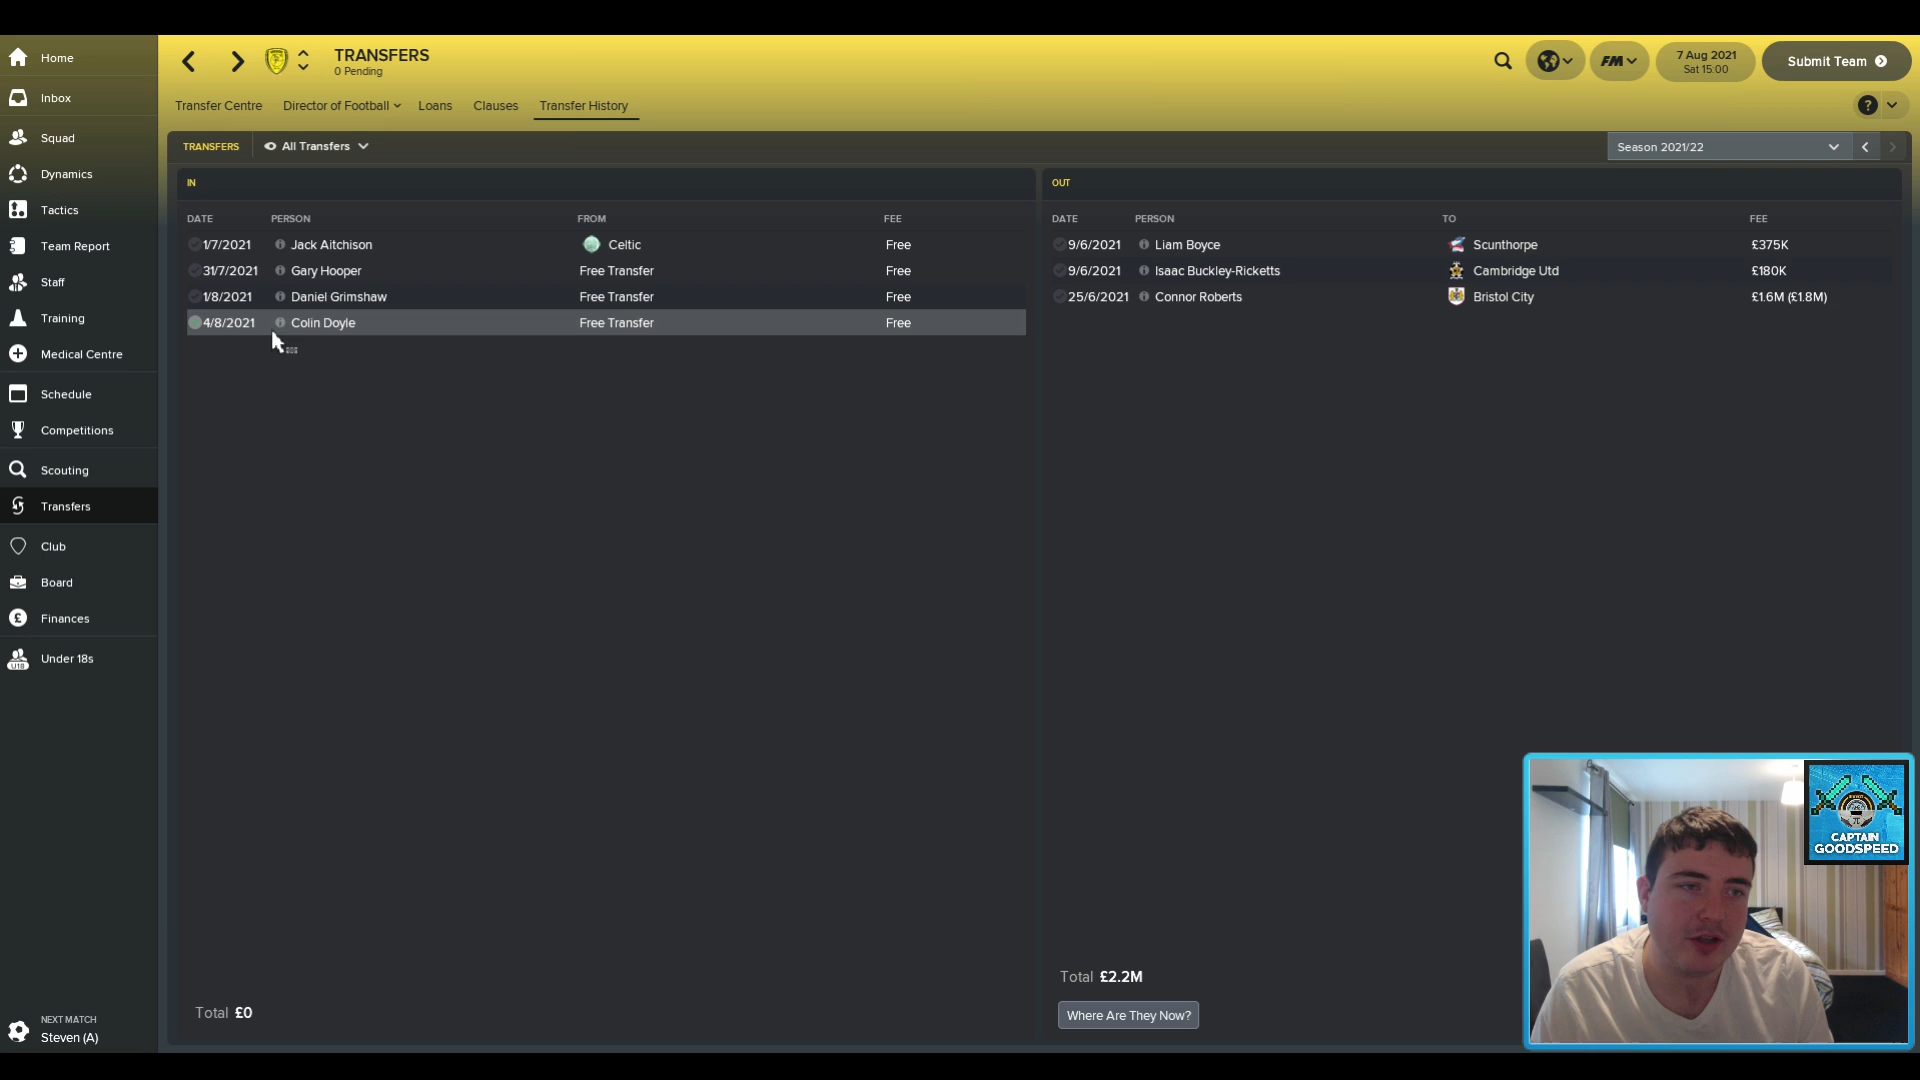 Home
Inbox
Squad
Dynamics
Tactics
Team Report
Staff
Training
Medical Centre
Schedule
Competitions
Scouting
Transfers
Club
Board
Finances
U18
Under 18s
NEXT MATCH
Steven (A)
TRANSFERS
0 Pending
FM
7 Aug 2021
Sat 15:00
Submit Team
Transfer Centre Director of Football Loans Clauses Transfer History
?
TRANSFERS All Transfers Season 2021/22
IN
DATE PERSON FROM FEE
1/7/2021 Jack Aitchison Celtic Free
31/7/2021 Gary Hooper Free Transfer Free
1/8/2021 Daniel Grimshaw Free Transfer Free
4/8/2021 Colin Doyle Free Transfer Free
Total £0
OUT
DATE PERSON TO FEE
9/6/2021 Liam Boyce Scunthorpe £375K
9/6/2021 Isaac Buckley-Ricketts Cambridge Utd £180K
25/6/2021 Connor Roberts Bristol City £1.6M (£1.8M)
Total £2.2M
Where Are They Now?
CAPTAIN
GOODSPEED